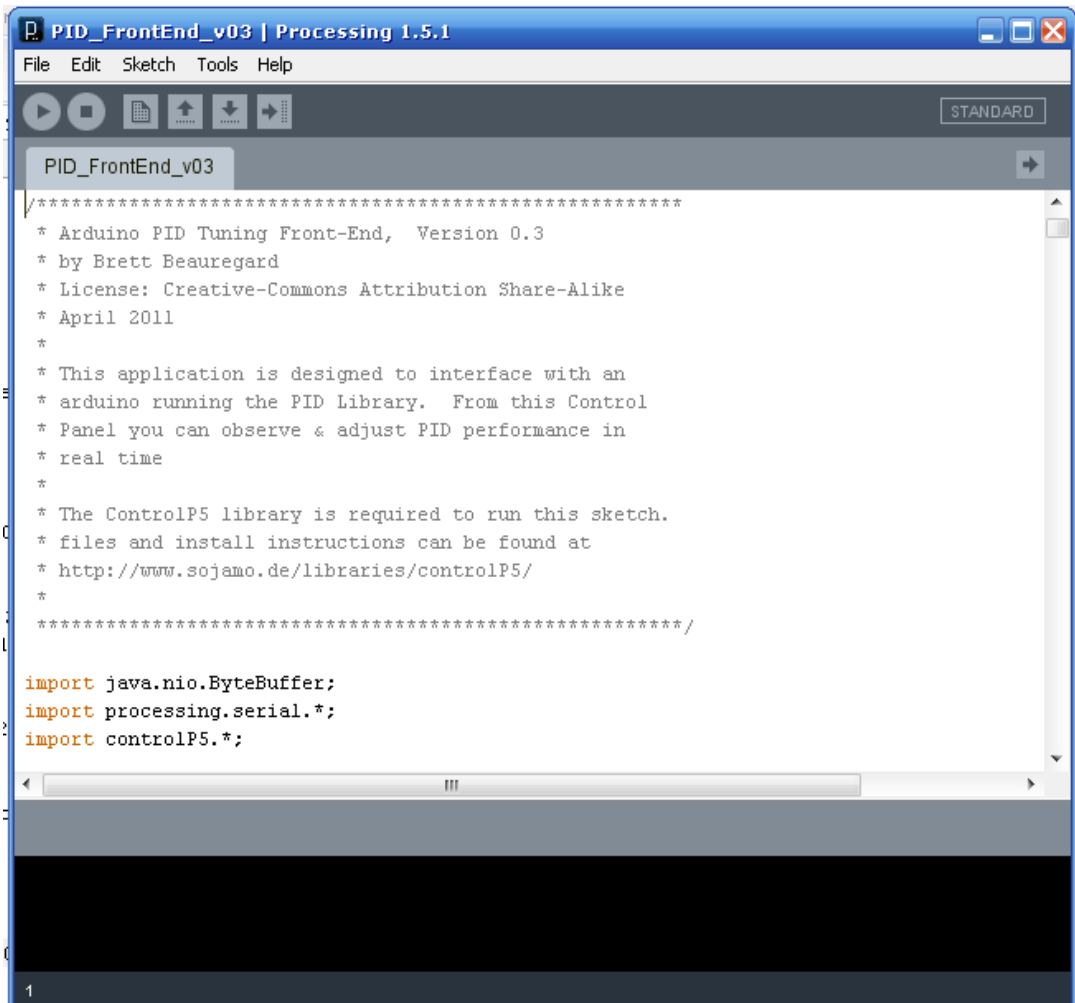 PID_FrontEnd_v03 | Processing 1.5.1
File Edit Sketch Tools Help
STANDARD
PID_FrontEnd_v03
/********************************************************
* Arduino PID Tuning Front-End,  Version 0.3
* by Brett Beauregard
* License: Creative-Commons Attribution Share-Alike
* April 2011
*
* This application is designed to interface with an
* arduino running the PID Library.  From this Control
* Panel you can observe & adjust PID performance in
* real time
*
* The ControlP5 library is required to run this sketch.
* files and install instructions can be found at
* http://www.sojamo.de/libraries/controlP5/
*
********************************************************/
import java.nio.ByteBuffer;
import processing.serial.*;
import controlP5.*;
1